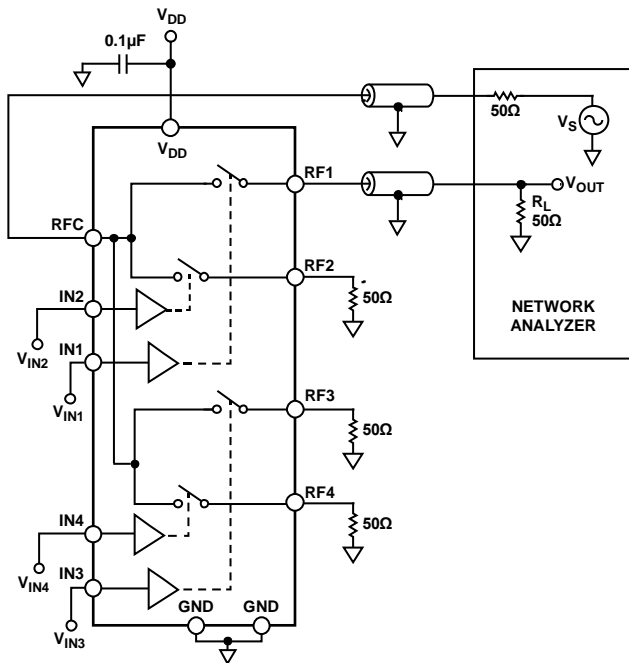 VDD
0.1µF
VDD
50Ω
VS
RF1
VOUT
RL
50Ω
RFC
RF2
50Ω
NETWORK
ANALYZER
IN2
VIN2
IN1
VIN1
RF3
50Ω
RF4
50Ω
IN4
VIN4
IN3
VIN3
GND
GND